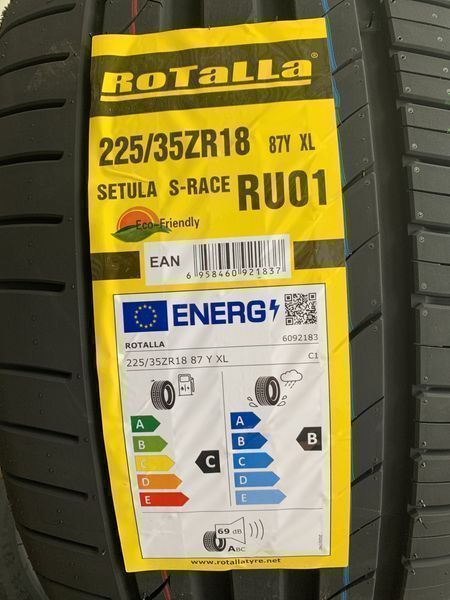 RoTaLLa
225/35ZR18 87Y XL
SETULA S-RACE RU01
Eco-Friendly
EAN
6 958460 921837
ENERG
ROTALLA 6092183
225/35ZR18 87 Y XL C1
A A
B B
C C
D D
E E
C B
69 dB
ABC
www.rotallatyre.net